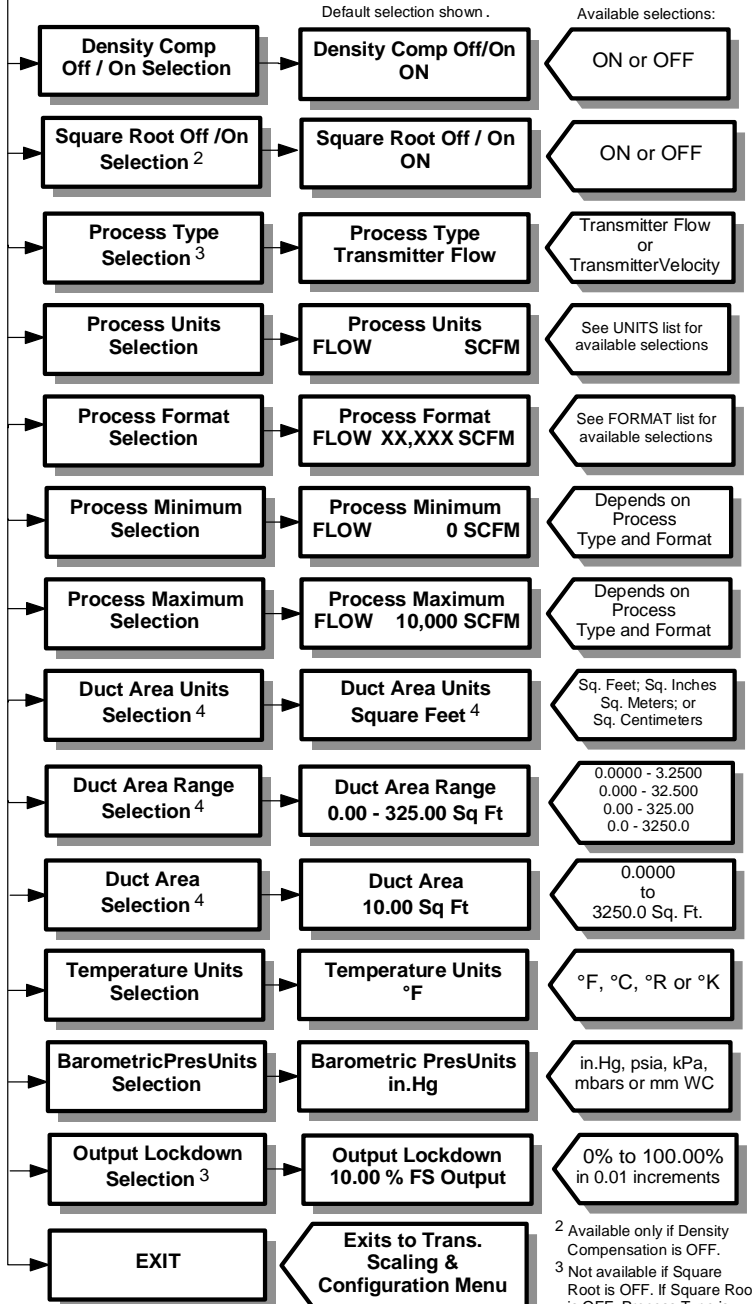 Default selection shown.
Available selections:
Density Comp
Off / On Selection
Density Comp Off/On
ON
ON or OFF
Square Root Off /On
Selection 2
Square Root Off / On
ON
ON or OFF
Process Type
Selection 3
Process Type
Transmitter Flow
Transmitter Flow
or
TransmitterVelocity
Process Units
Selection
Process Units
FLOW SCFM
See UNITS list for
available selections
Process Format
Selection
Process Format
FLOW XX,XXX SCFM
See FORMAT list for
available selections
Process Minimum
Selection
Process Minimum
FLOW 0 SCFM
Depends on
Process
Type and Format
Process Maximum
Selection
Process Maximum
FLOW 10,000 SCFM
Depends on
Process
Type and Format
Duct Area Units
Selection 4
Duct Area Units
Square Feet 4
Sq. Feet; Sq. Inches
Sq. Meters; or
Sq. Centimeters
Duct Area Range
Selection 4
Duct Area Range
0.00 - 325.00 Sq Ft
0.0000 - 3.2500
0.000 - 32.500
0.00 - 325.00
0.0 - 3250.0
Duct Area
Selection 4
Duct Area
10.00 Sq Ft
0.0000
to
3250.0 Sq. Ft.
Temperature Units
Selection
Temperature Units
°F
°F, °C, °R or °K
BarometricPresUnits
Selection
Barometric PresUnits
in.Hg
in.Hg, psia, kPa,
mbars or mm WC
Output Lockdown
Selection 3
Output Lockdown
10.00 % FS Output
0% to 100.00%
in 0.01 increments
EXIT
Exits to Trans.
Scaling &
Configuration Menu
2 Available only if Density
Compensation is OFF.
3 Not available if Square
Root is OFF. If Square Roo